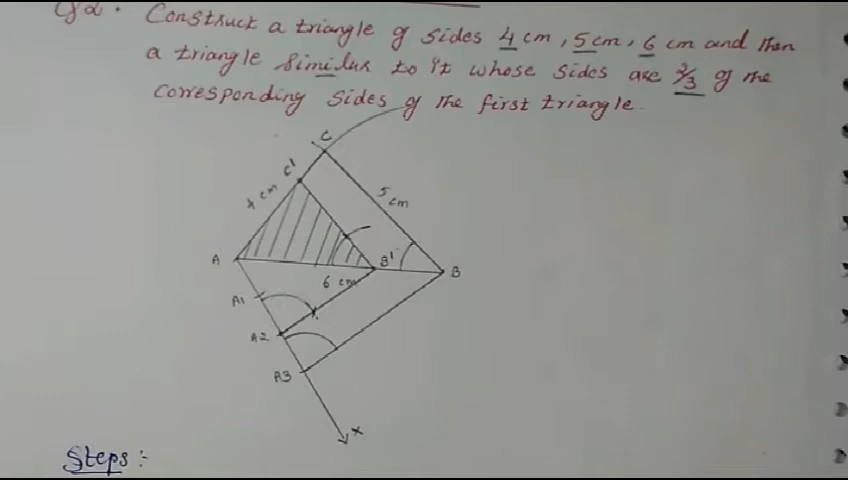 Q2. Construct a triangle of sides 4 cm, 5 cm, 6 cm and then
a triangle similar to it whose sides are 2/3 of the
corresponding sides of the first triangle.
C
C'
4 cm
5 cm
A
B'
B
6 cm
A1
A2
A3
X
Steps :-